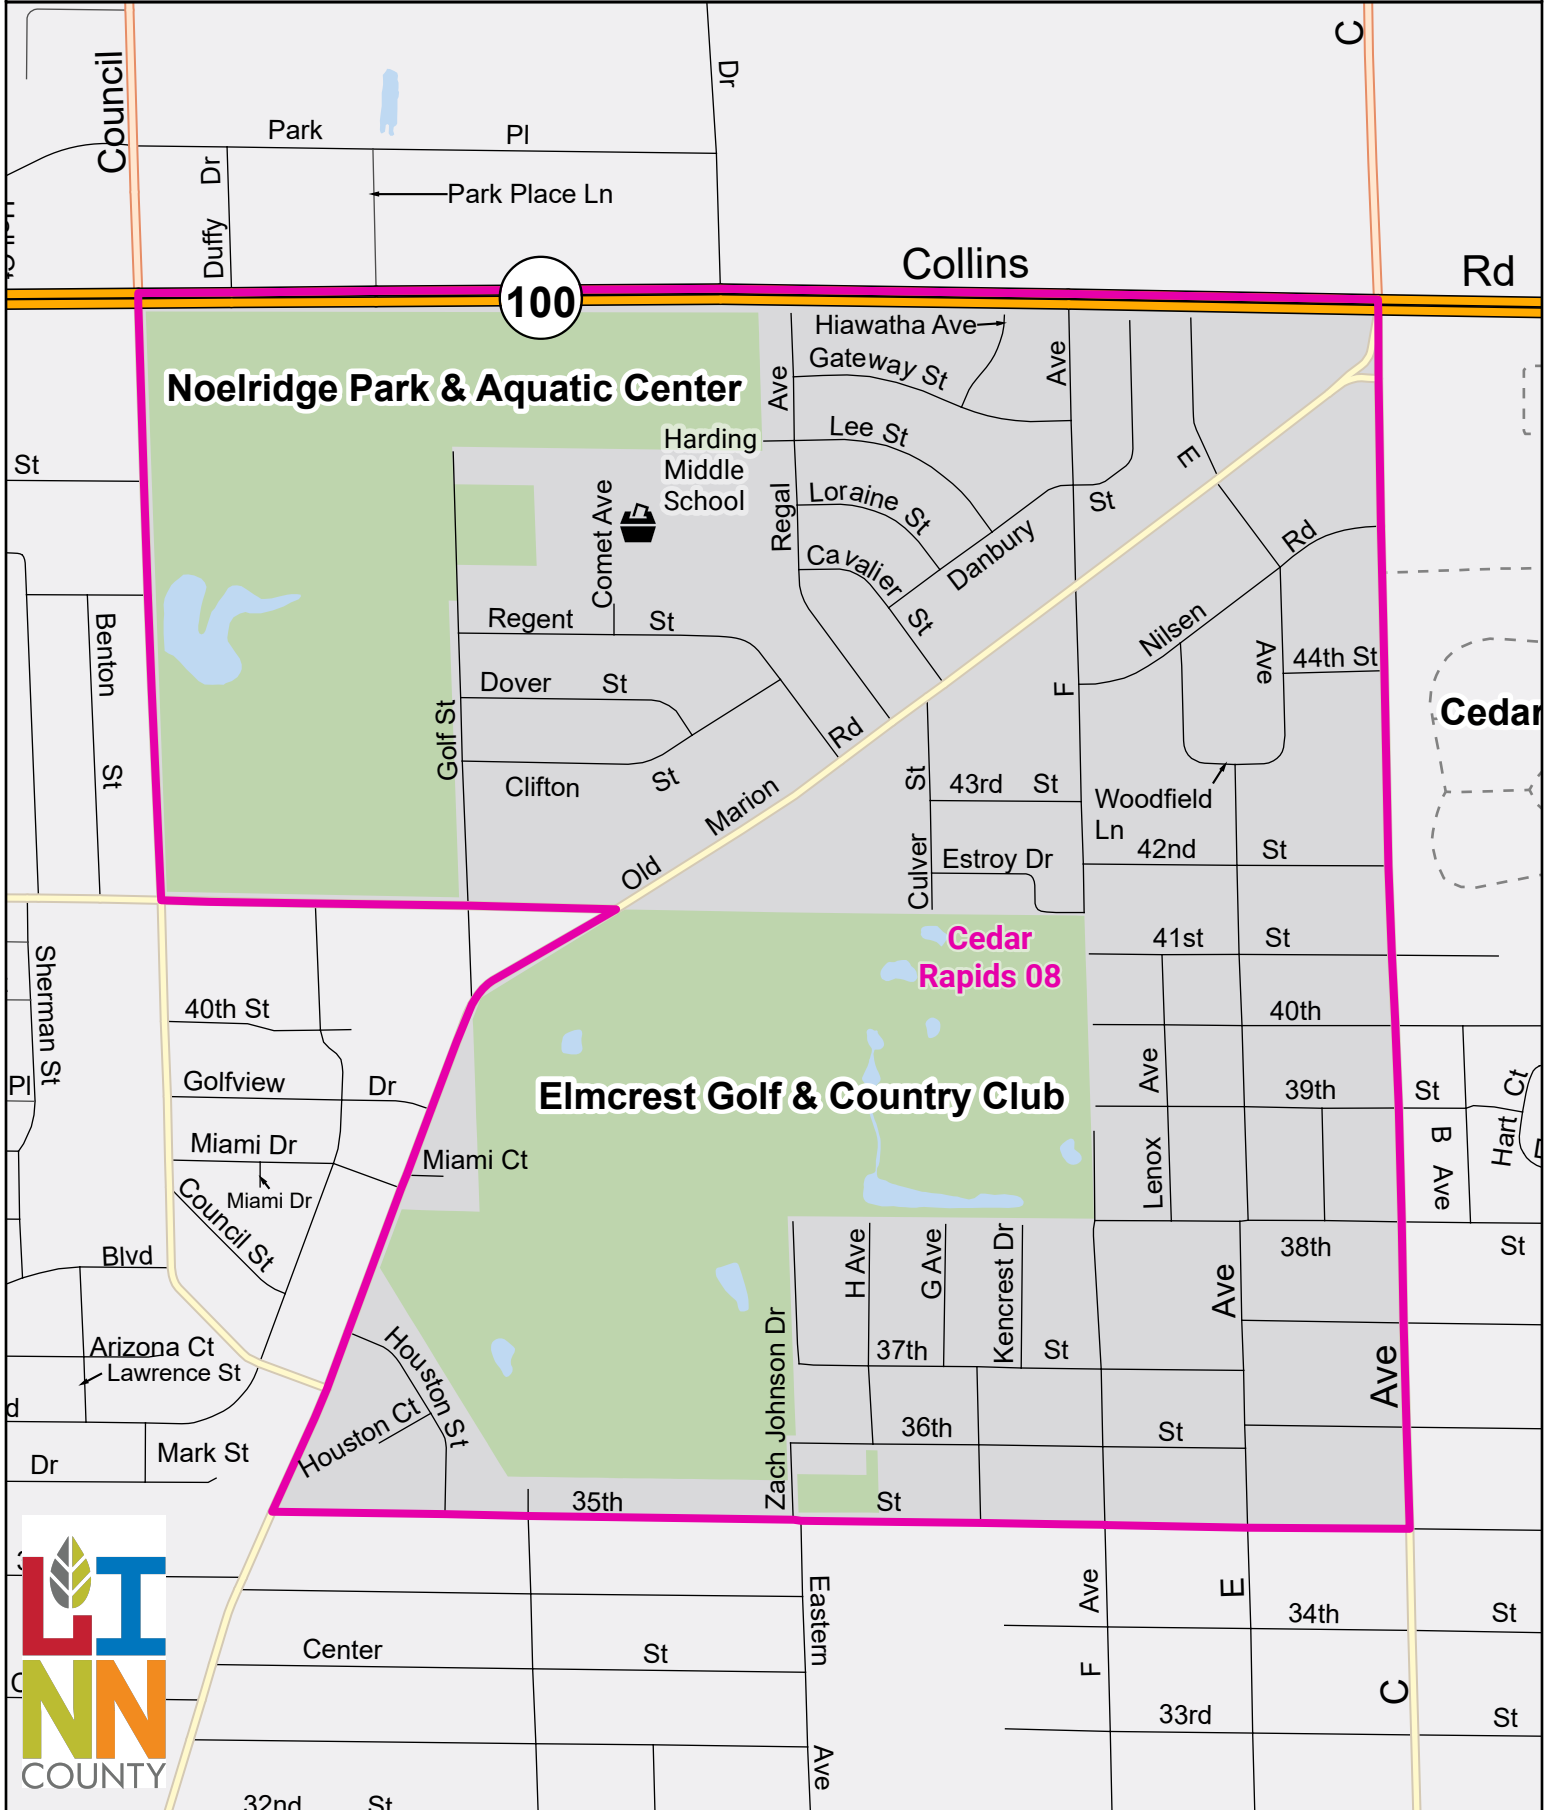 Council
C
Dr
Park Pl
Duffy Dr
Park Place Ln
Collins Rd
100
Hiawatha Ave
Gateway St
Ave
Noelridge Park & Aquatic Center
Ave
Lee St
Harding
Middle
School
St
E
Regal
Loraine St
St
Comet Ave
Danbury
Rd
Cavalier St
Regent St
Nilsen
Benton St
Ave
44th St
Dover St
F
Golf St
Cedar
Rd
Clifton St
St
43rd St
Woodfield
Ln
Marion
42nd St
Old
Culver
Estroy Dr
Cedar
Rapids 08
41st St
Sherman St
40th St
40th
Pl
Golfview Dr
Ave
39th St
Hart Ct
Elmcrest Golf & Country Club
Miami Dr
Miami Ct
Lenox
B Ave
Miami Dr
Council St
Blvd
H Ave
G Ave
Kencrest Dr
38th St
Ave
Arizona Ct
Lawrence St
Houston St
Zach Johnson Dr
37th St
Ave
d
Houston Ct
36th St
Dr
Mark St
35th St
LINN
COUNTY
Eastern Ave
Ave
E
34th St
Center St
F
C
33rd St
32nd St